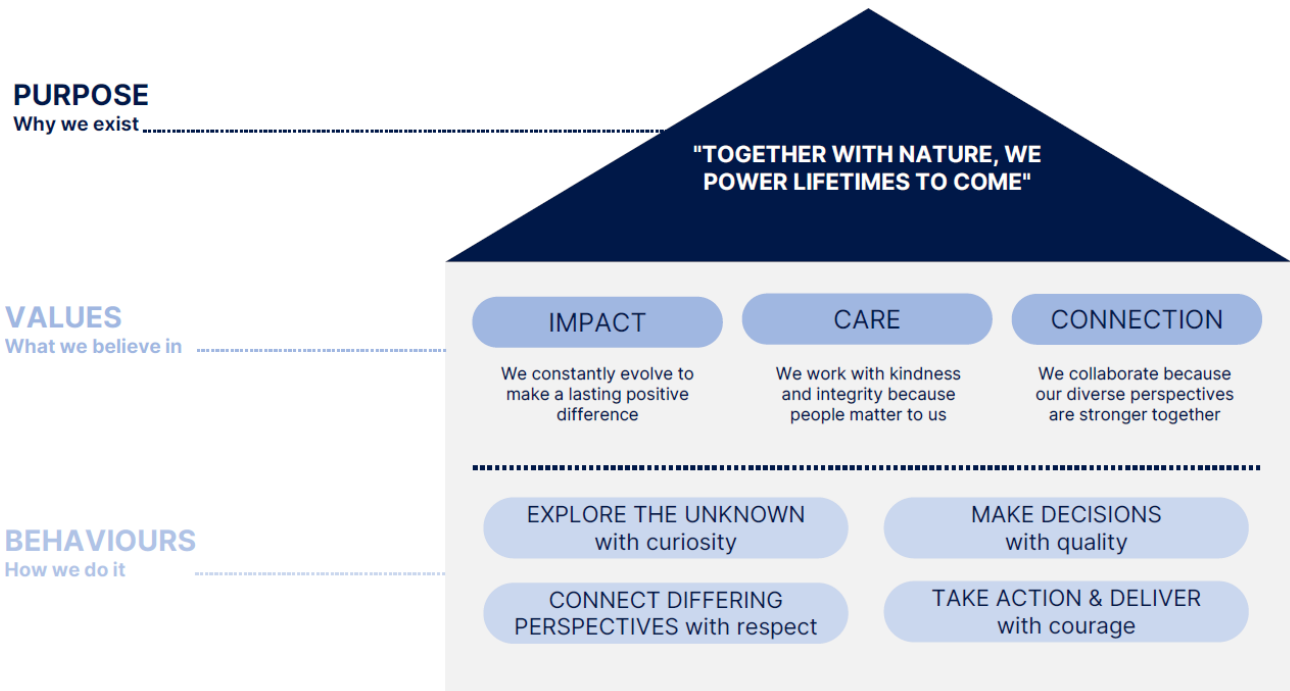 PURPOSE
Why we exist
"TOGETHER WITH NATURE, WE
POWER LIFETIMES TO COME"
VALUES
What we believe in
IMPACT
We constantly evolve to
make a lasting positive
difference
CARE
We work with kindness
and integrity because
people matter to us
CONNECTION
We collaborate because
our diverse perspectives
are stronger together
BEHAVIOURS
How we do it
EXPLORE THE UNKNOWN
with curiosity
MAKE DECISIONS
with quality
CONNECT DIFFERING
PERSPECTIVES with respect
TAKE ACTION & DELIVER
with courage